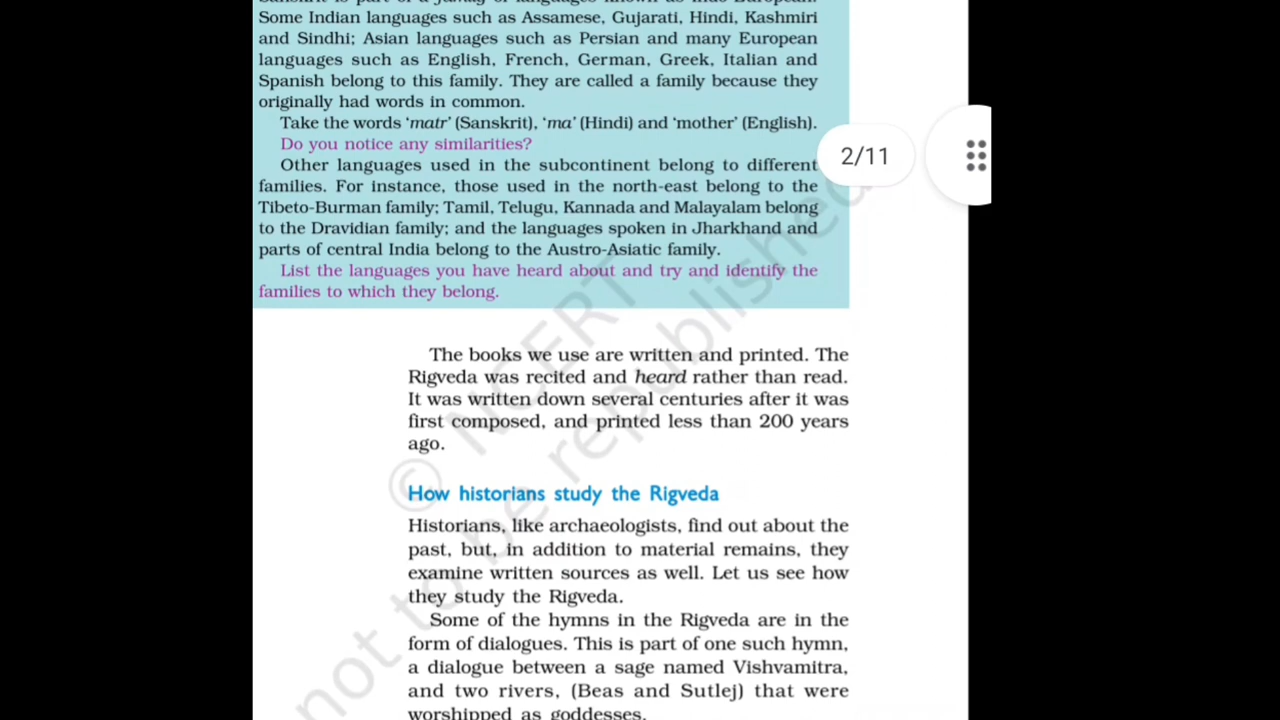 Some Indian languages such as Assamese, Gujarati, Hindi, Kashmiri
and Sindhi; Asian languages such as Persian and many European
languages such as English, French, German, Greek, Italian and
Spanish belong to this family. They are called a family because they
originally had words in common.
Take the words ‘matr’ (Sanskrit), ‘ma’ (Hindi) and ‘mother’ (English).
Do you notice any similarities?
Other languages used in the subcontinent belong to different
families. For instance, those used in the north-east belong to the
Tibeto-Burman family; Tamil, Telugu, Kannada and Malayalam belong
to the Dravidian family; and the languages spoken in Jharkhand and
parts of central India belong to the Austro-Asiatic family.
List the languages you have heard about and try and identify the
families to which they belong.
2/11
The books we use are written and printed. The
Rigveda was recited and heard rather than read.
It was written down several centuries after it was
first composed, and printed less than 200 years
ago.
How historians study the Rigveda
Historians, like archaeologists, find out about the
past, but, in addition to material remains, they
examine written sources as well. Let us see how
they study the Rigveda.
Some of the hymns in the Rigveda are in the
form of dialogues. This is part of one such hymn,
a dialogue between a sage named Vishvamitra,
and two rivers, (Beas and Sutlej) that were
worshipped as goddesses.
© NCERT
not to be republished